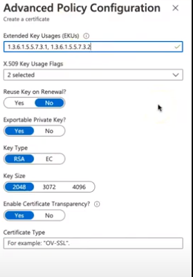 Advanced Policy Configuration
Create a certificate
Extended Key Usages (EKUs)
1.3.6.1.5.5.7.3.1, 1.3.6.1.5.5.7.3.2
X.509 Key Usage Flags
2 selected
Reuse Key on Renewal?
Yes No
Exportable Private Key?
Yes No
Key Type
RSA EC
Key Size
2048 3072 4096
Enable Certificate Transparency?
Yes No
Certificate Type
For example: "OV-SSL".